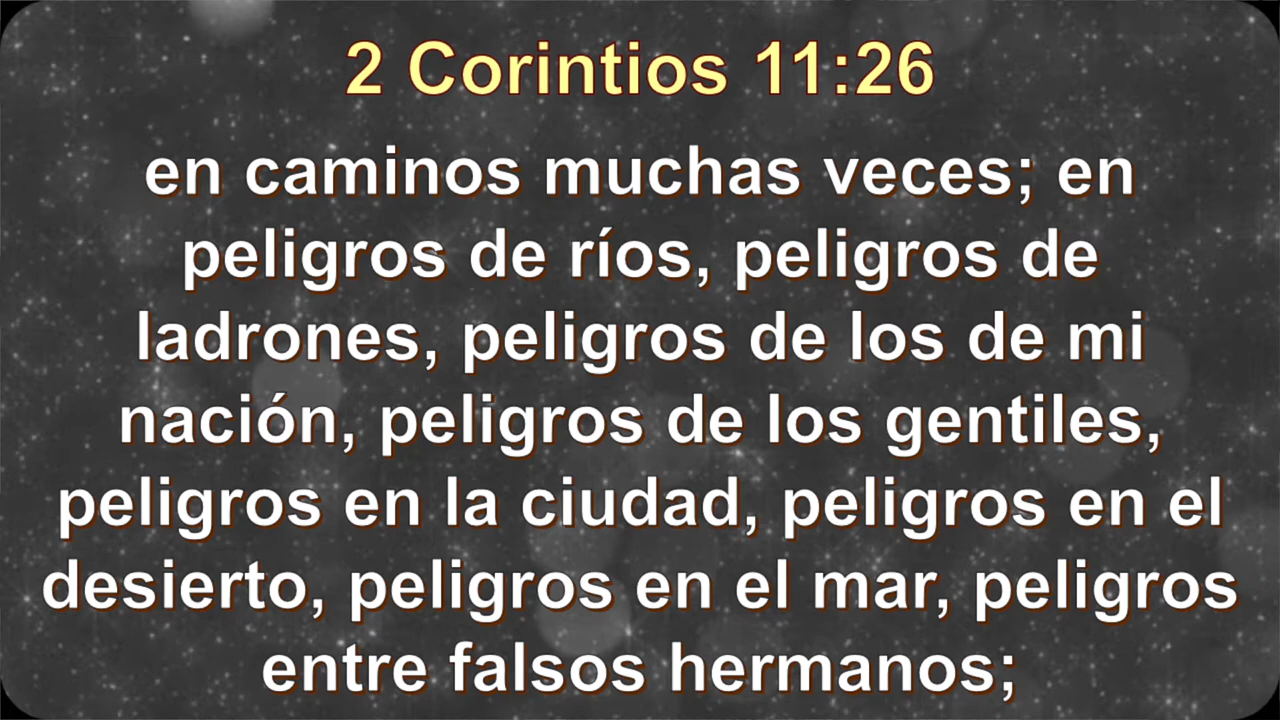 2 Corintios 11:26
en caminos muchas veces; en
peligros de ríos, peligros de
ladrones, peligros de los de mi
nación, peligros de los gentiles,
peligros en la ciudad, peligros en el
desierto, peligros en el mar, peligros
entre falsos hermanos;